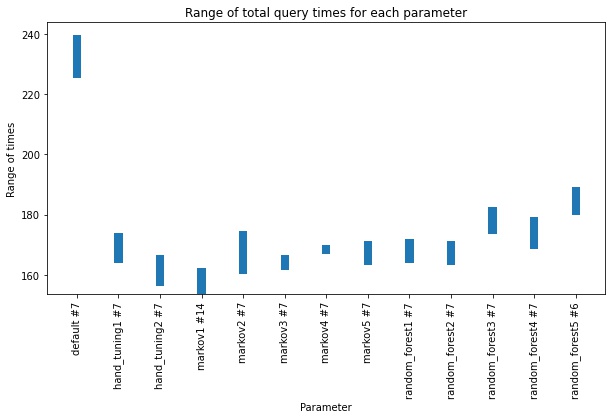 Range of total query times for each parameter
Range of times
240
220
200
180
160
default #7
hand_tuning1 #7
hand_tuning2 #7
markov1 #14
markov2 #7
markov3 #7
markov4 #7
markov5 #7
random_forest1 #7
random_forest2 #7
random_forest3 #7
random_forest4 #7
random_forest5 #6
Parameter